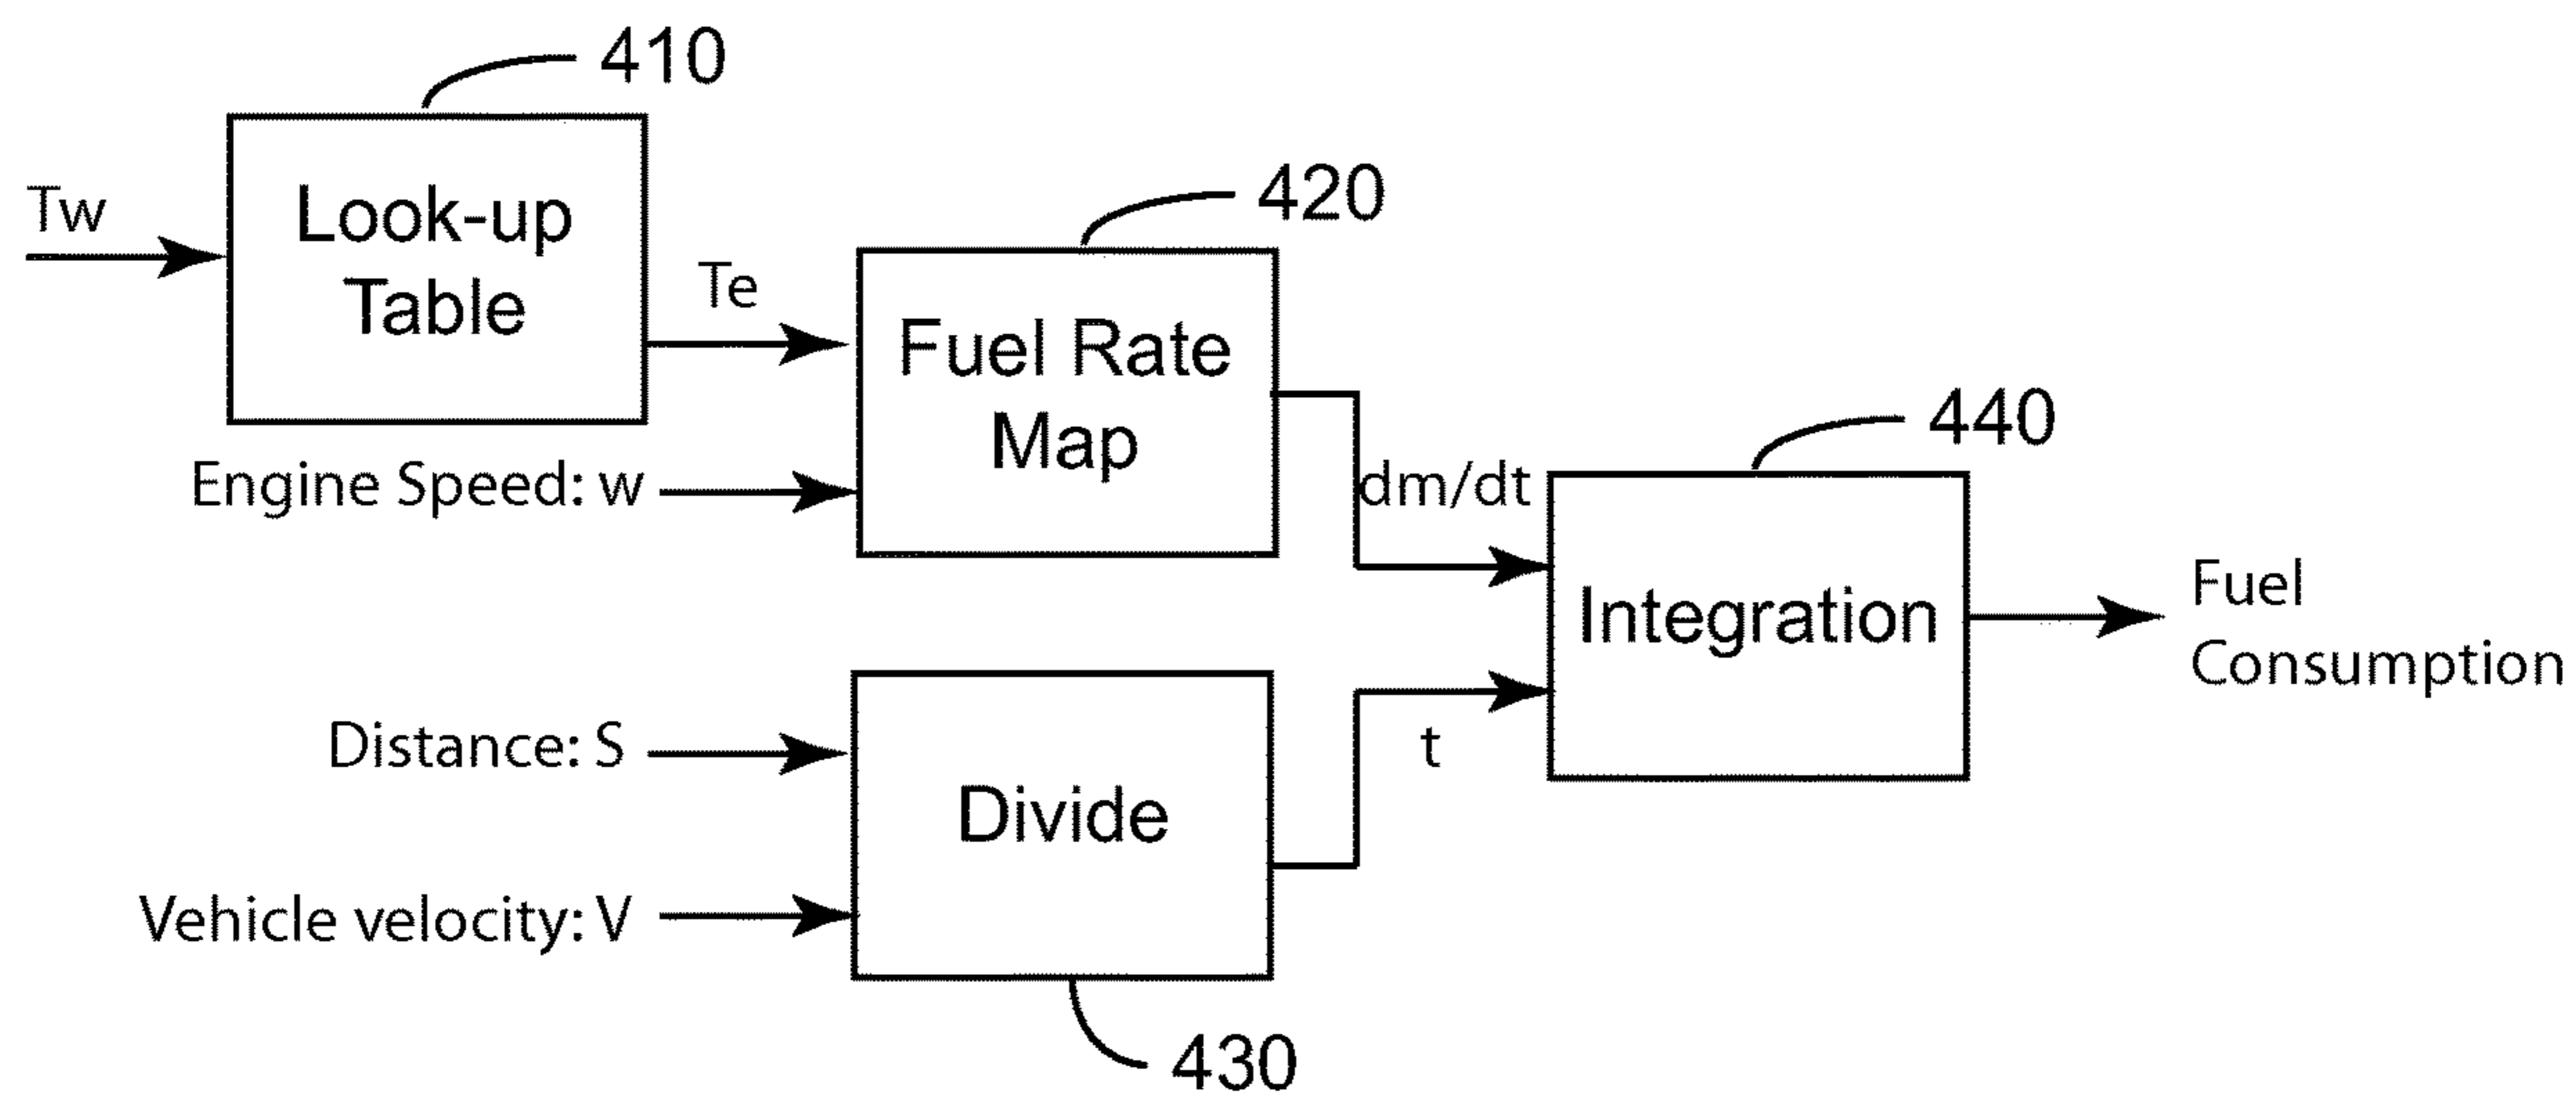 410
Tw
Look-up
Table
420
Te
Fuel Rate
Map
Engine Speed: w
440
dm/dt
Integration
Fuel
Consumption
Distance: S
t
Divide
Vehicle velocity: V
430